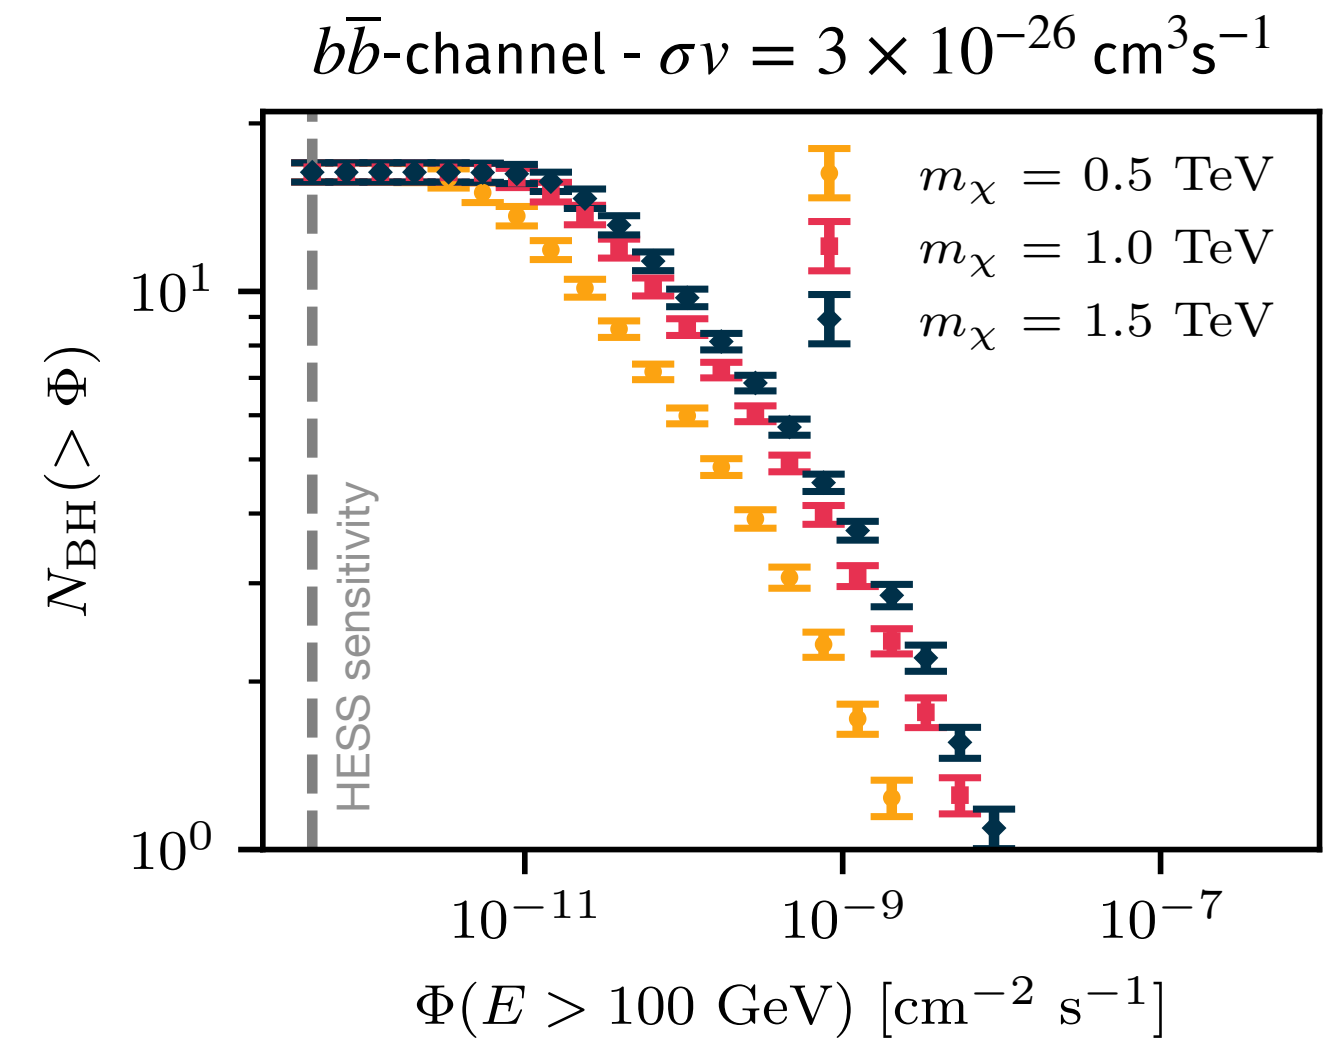 b\overline{b}-channel - σv = 3 × 10⁻²⁶ cm³s⁻¹
m_χ = 0.5 TeV
m_χ = 1.0 TeV
m_χ = 1.5 TeV
10¹
10⁰
N_BH(> Φ)
HESS sensitivity
10⁻¹¹ 10⁻⁹ 10⁻⁷
Φ(E > 100 GeV) [cm⁻² s⁻¹]